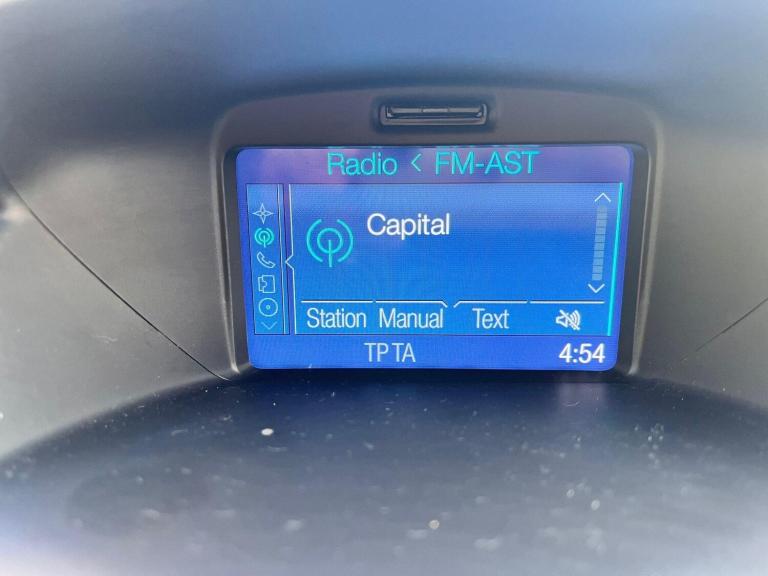 Radio < FM-AST
Capital
Station Manual Text
TP TA 4:54